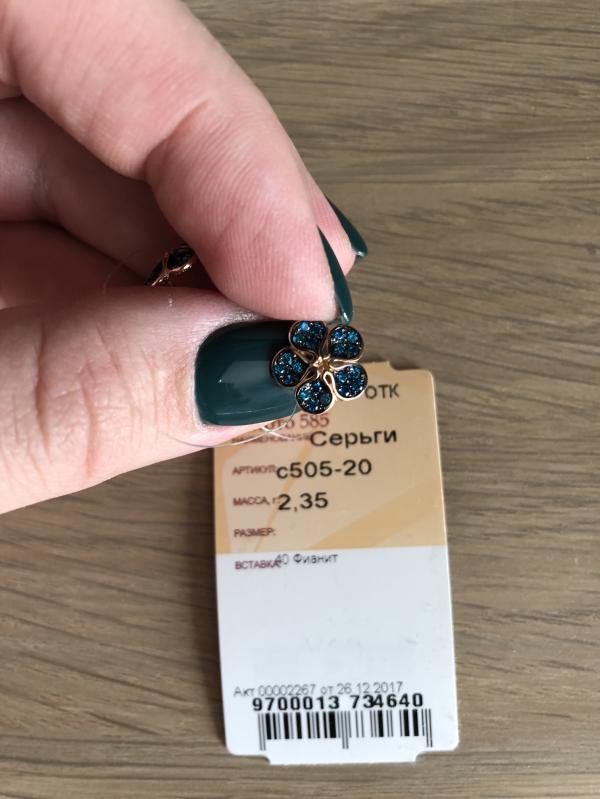 ОТК
585
Серьги
АРТИКУЛ: с505-20
МАССА, г: 2,35
РАЗМЕР:
ВСТАВКА: 40 Фианит
Акт 00002267 от 26.12.2017
9700013 734640